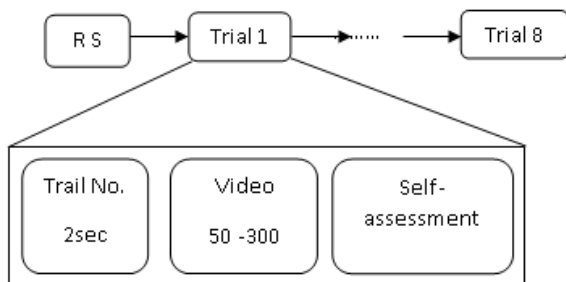 R S
Trial 1
......
Trial 8
Trail No.
2sec
Video
50 -300
Self-
assessment